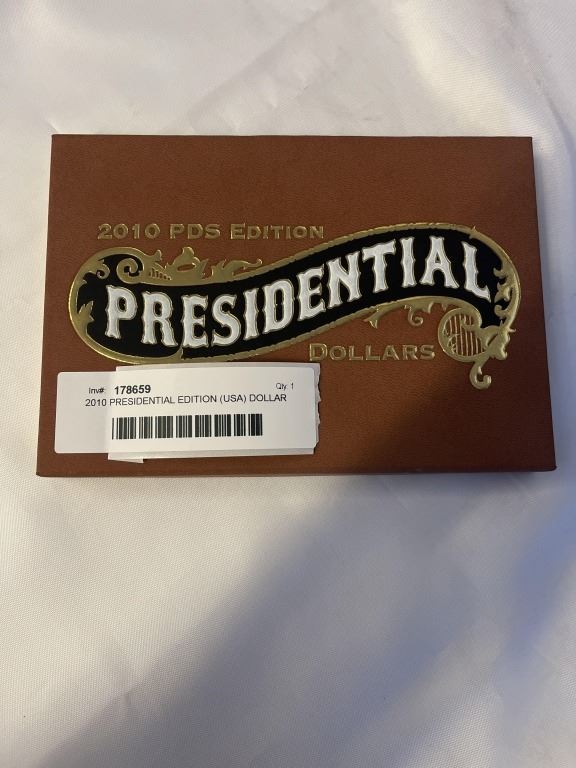 2010 PDS EDITION
PRESIDENTIAL
DOLLARS
Inv#: 178659 Qty: 1
2010 PRESIDENTIAL EDITION (USA) DOLLAR